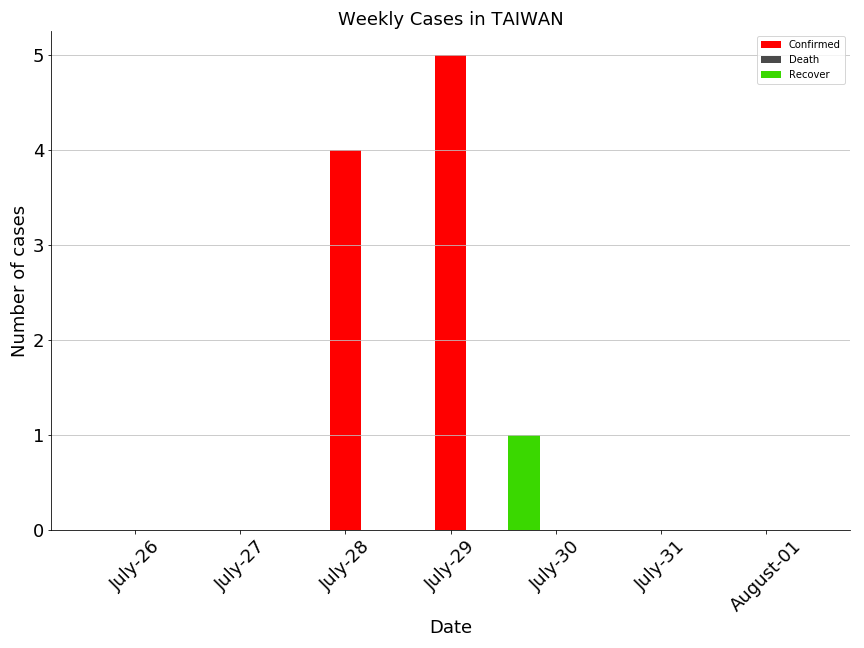 Weekly Cases in TAIWAN
Confirmed
Death
Recover
Number of cases
5
4
3
2
1
0
July-26
July-27
July-28
July-29
July-30
July-31
August-01
Date